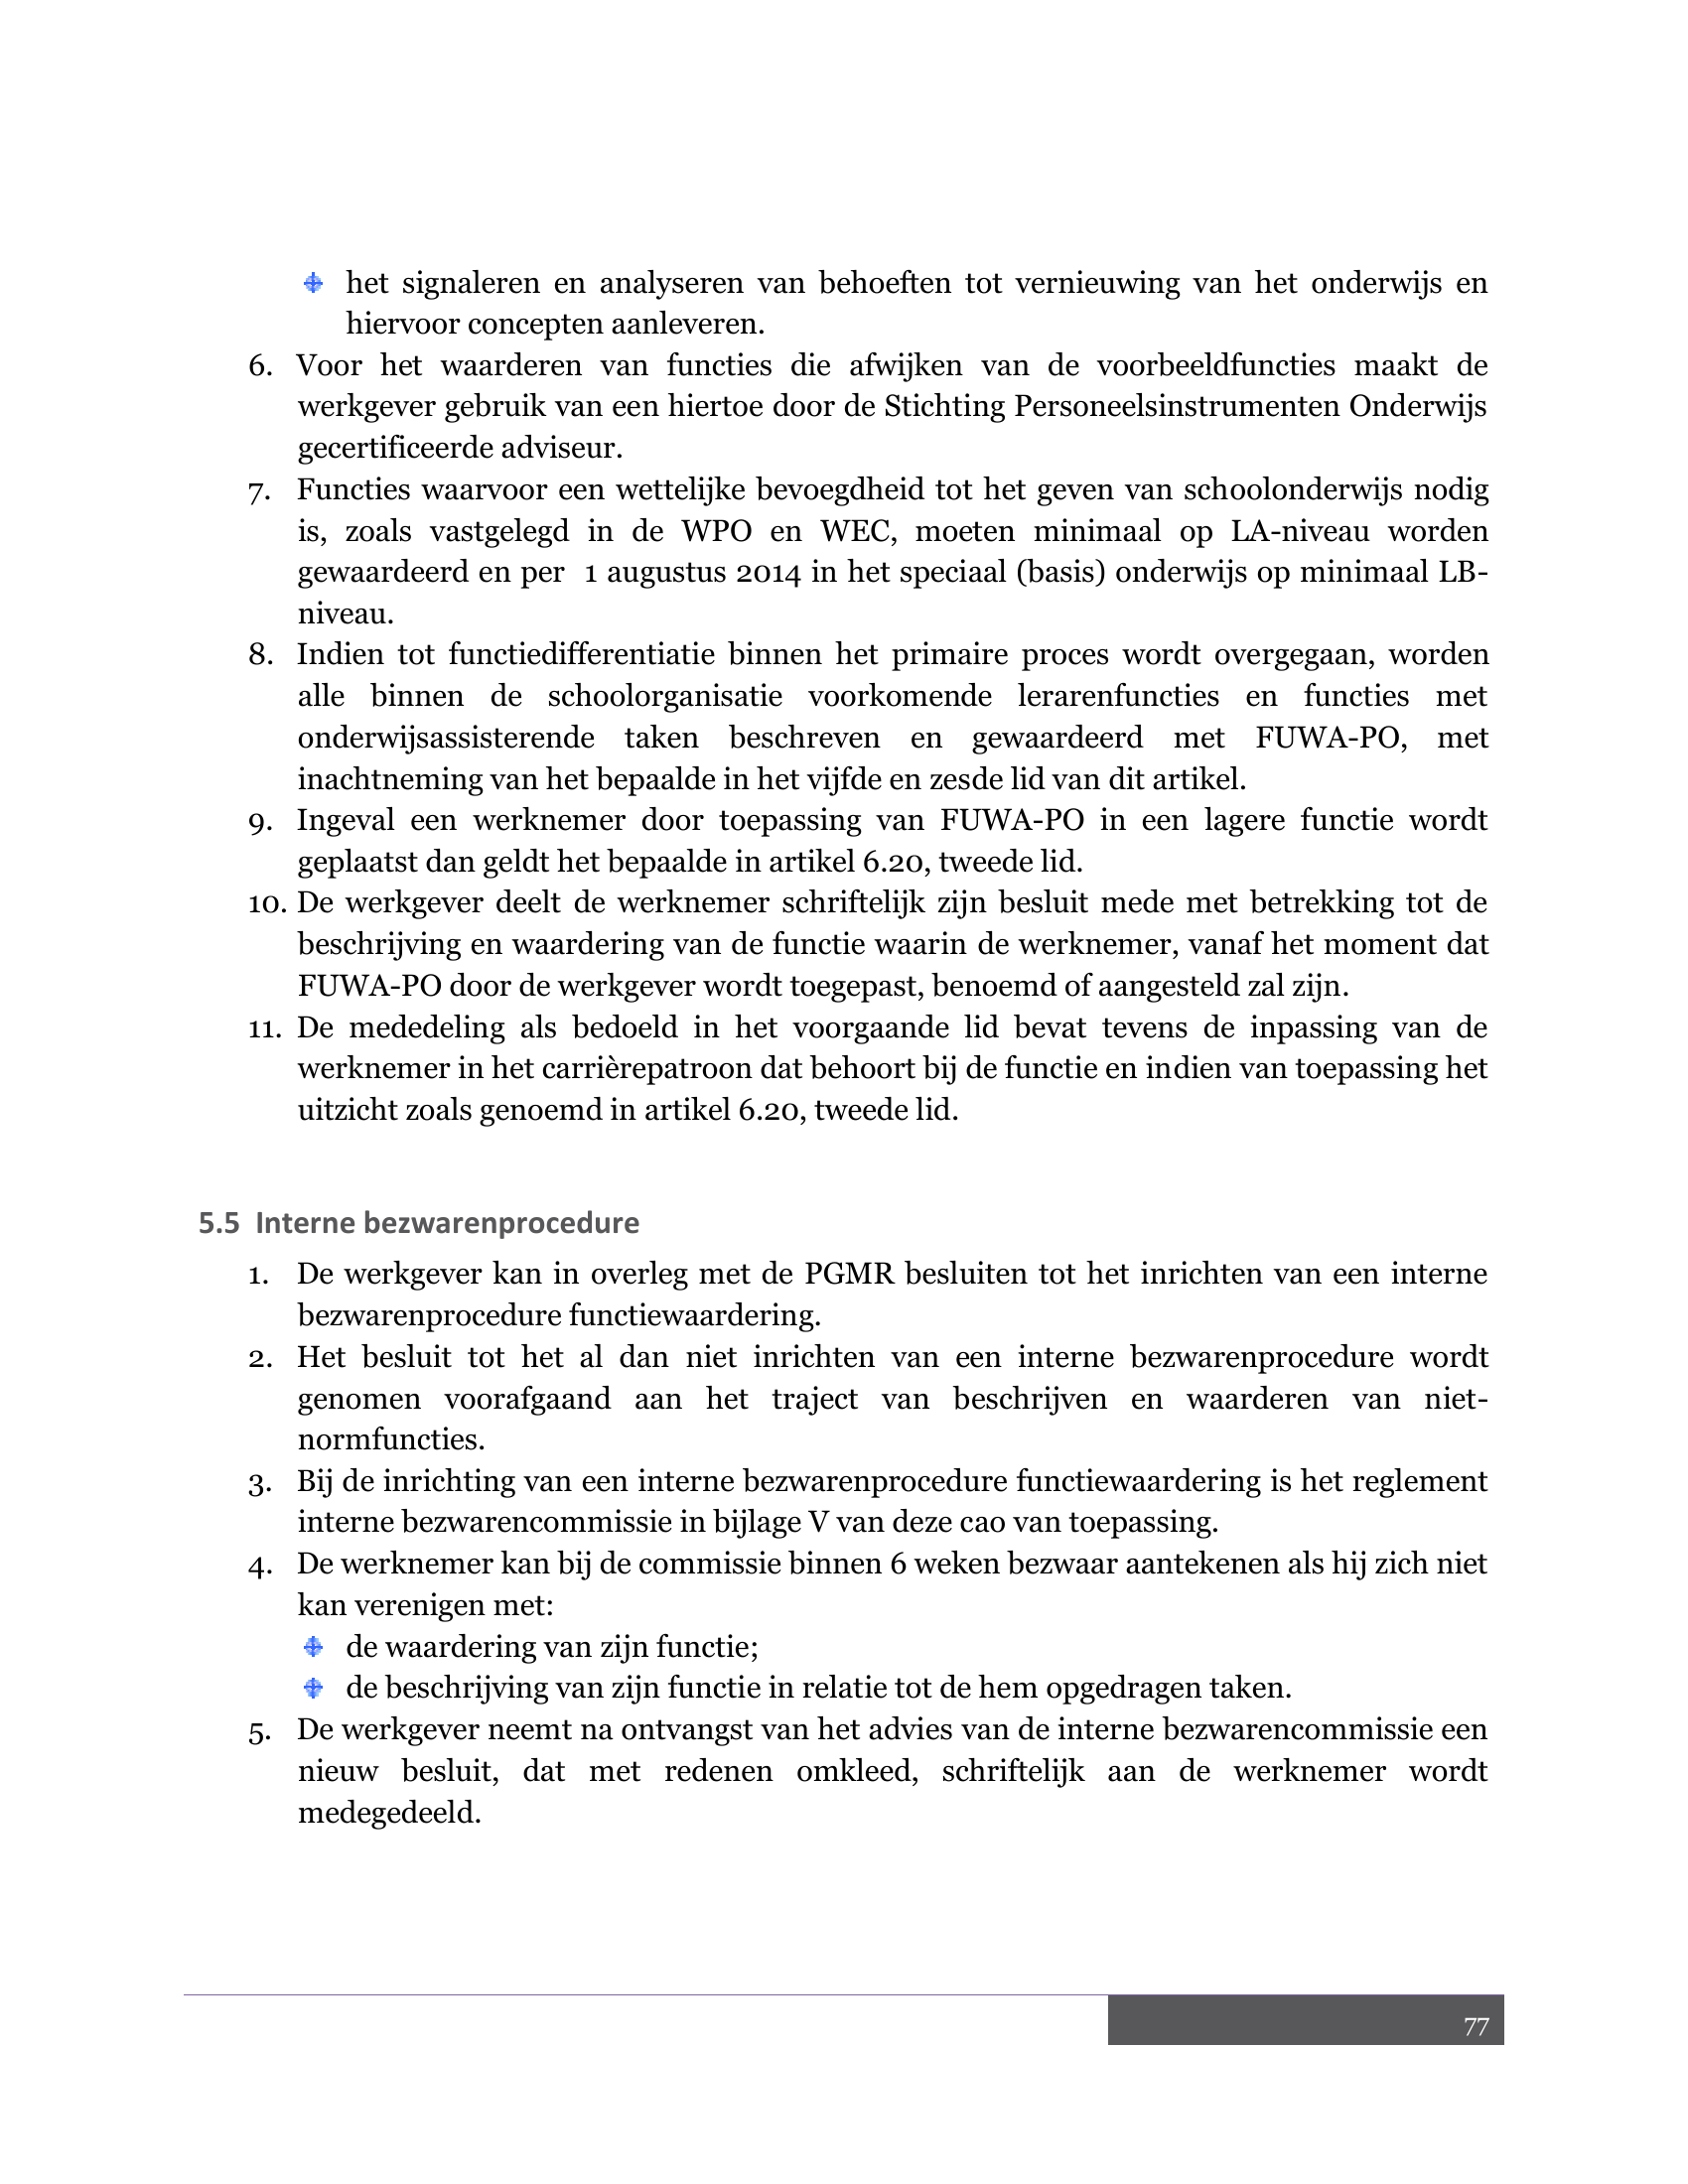 het signaleren en analyseren van behoeften tot vernieuwing van het onderwijs en
hiervoor concepten aanleveren.
6. Voor het waarderen van functies die afwijken van de voorbeeldfuncties maakt de
werkgever gebruik van een hiertoe door de Stichting Personeelsinstrumenten Onderwijs
gecertificeerde adviseur.
7. Functies waarvoor een wettelijke bevoegdheid tot het geven van schoolonderwijs nodig
is, zoals vastgelegd in de WPO en WEC, moeten minimaal op LA-niveau worden
gewaardeerd en per 1 augustus 2014 in het speciaal (basis) onderwijs op minimaal LB-
niveau.
8. Indien tot functiedifferentiatie binnen het primaire proces wordt overgegaan, worden
alle binnen de schoolorganisatie voorkomende lerarenfuncties en functies met
onderwijsassisterende taken beschreven en gewaardeerd met FUWA-PO, met
inachtneming van het bepaalde in het vijfde en zesde lid van dit artikel.
9. Ingeval een werknemer door toepassing van FUWA-PO in een lagere functie wordt
geplaatst dan geldt het bepaalde in artikel 6.20, tweede lid.
10. De werkgever deelt de werknemer schriftelijk zijn besluit mede met betrekking tot de
beschrijving en waardering van de functie waarin de werknemer, vanaf het moment dat
FUWA-PO door de werkgever wordt toegepast, benoemd of aangesteld zal zijn.
11. De mededeling als bedoeld in het voorgaande lid bevat tevens de inpassing van de
werknemer in het carrièrepatroon dat behoort bij de functie en indien van toepassing het
uitzicht zoals genoemd in artikel 6.20, tweede lid.
5.5 Interne bezwarenprocedure
1. De werkgever kan in overleg met de PGMR besluiten tot het inrichten van een interne
bezwarenprocedure functiewaardering.
2. Het besluit tot het al dan niet inrichten van een interne bezwarenprocedure wordt
genomen voorafgaand aan het traject van beschrijven en waarderen van niet-
normfuncties.
3. Bij de inrichting van een interne bezwarenprocedure functiewaardering is het reglement
interne bezwarencommissie in bijlage V van deze cao van toepassing.
4. De werknemer kan bij de commissie binnen 6 weken bezwaar aantekenen als hij zich niet
kan verenigen met:
de waardering van zijn functie;
de beschrijving van zijn functie in relatie tot de hem opgedragen taken.
5. De werkgever neemt na ontvangst van het advies van de interne bezwarencommissie een
nieuw besluit, dat met redenen omkleed, schriftelijk aan de werknemer wordt
medegedeeld.
77